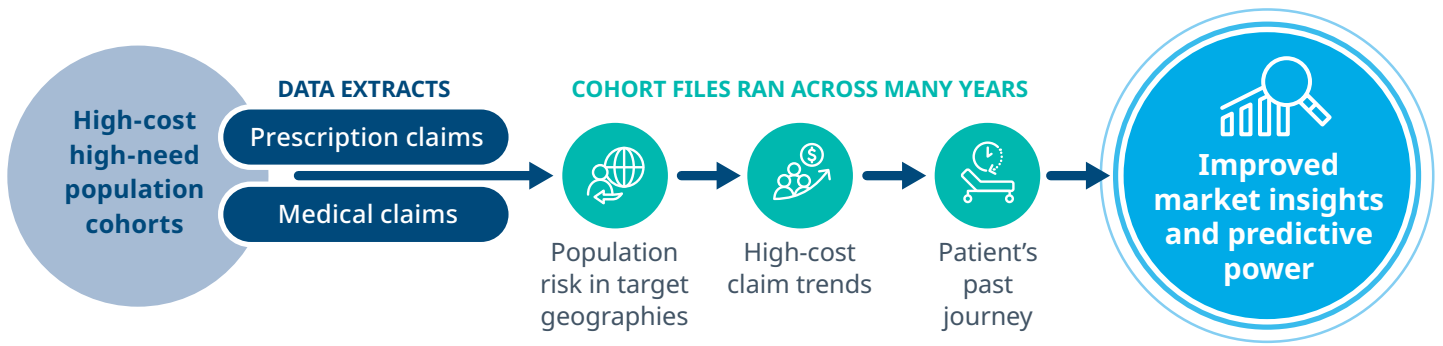 High-cost
high-need
population
cohorts
DATA EXTRACTS
Prescription claims
Medical claims
COHORT FILES RAN ACROSS MANY YEARS
Population
risk in target
geographies
$
High-cost
claim trends
Patient's
past
journey
Improved
market insights
and predictive
power